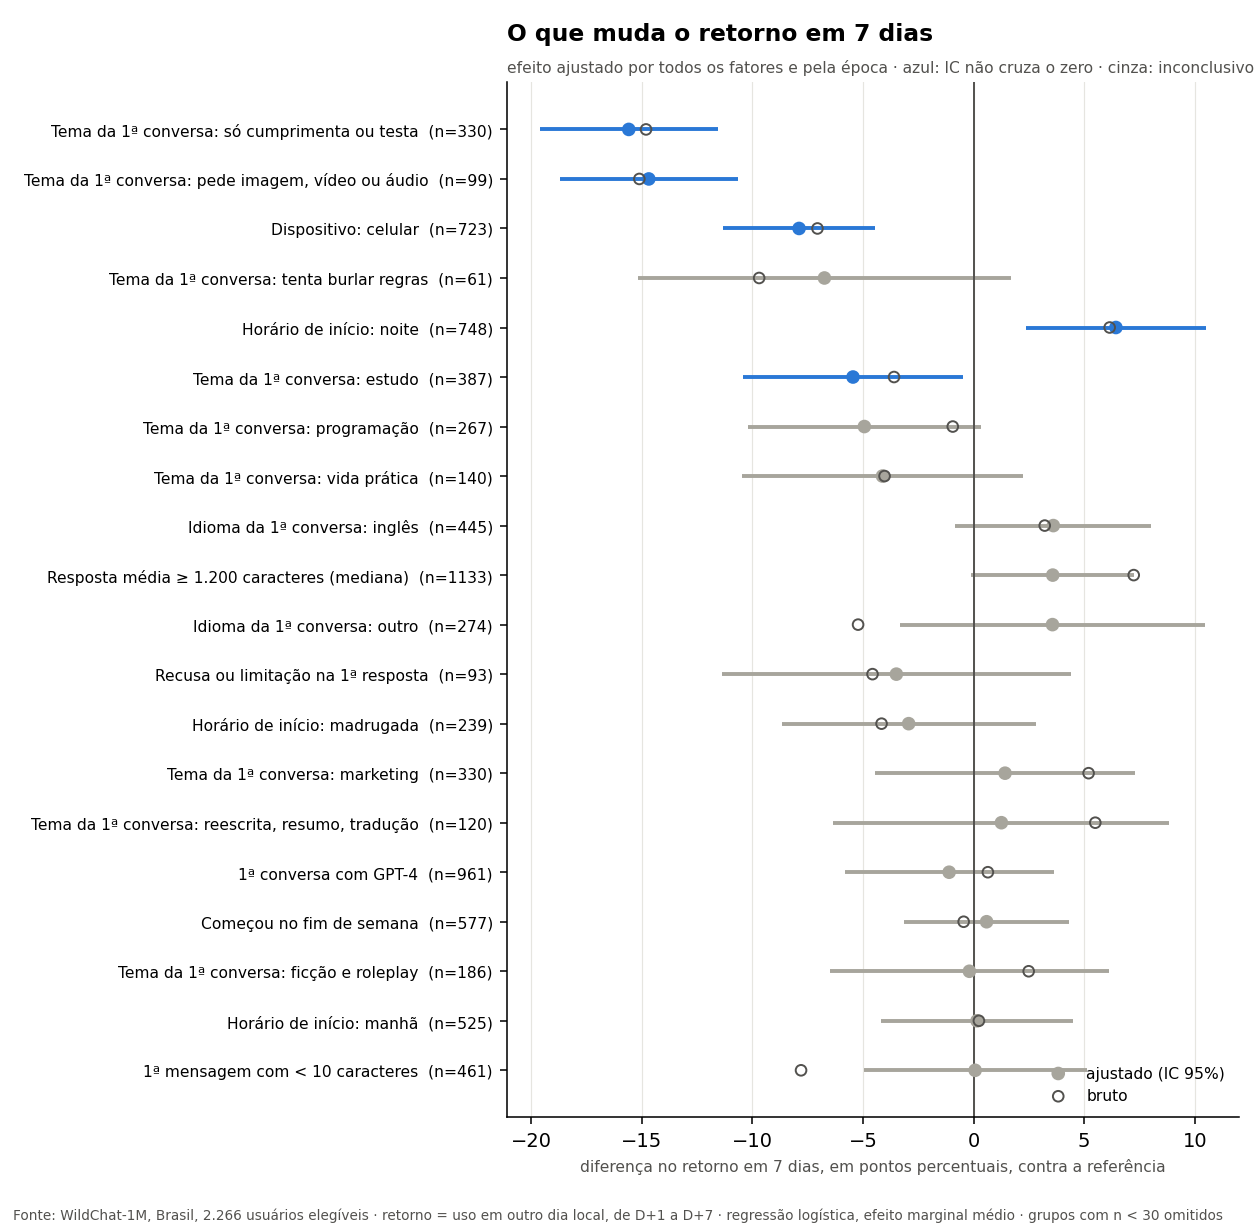 O que muda o retorno em 7 dias
efeito ajustado por todos os fatores e pela época · azul: IC não cruza o zero · cinza: inconclusivo
Tema da 1ª conversa: só cumprimenta ou testa (n=330)
Tema da 1ª conversa: pede imagem, vídeo ou áudio (n=99)
Dispositivo: celular (n=723)
Tema da 1ª conversa: tenta burlar regras (n=61)
Horário de início: noite (n=748)
Tema da 1ª conversa: estudo (n=387)
Tema da 1ª conversa: programação (n=267)
Tema da 1ª conversa: vida prática (n=140)
Idioma da 1ª conversa: inglês (n=445)
Resposta média ≥ 1.200 caracteres (mediana) (n=1133)
Idioma da 1ª conversa: outro (n=274)
Recusa ou limitação na 1ª resposta (n=93)
Horário de início: madrugada (n=239)
Tema da 1ª conversa: marketing (n=330)
Tema da 1ª conversa: reescrita, resumo, tradução (n=120)
1ª conversa com GPT-4 (n=961)
Começou no fim de semana (n=577)
Tema da 1ª conversa: ficção e roleplay (n=186)
Horário de início: manhã (n=525)
1ª mensagem com < 10 caracteres (n=461)
ajustado (IC 95%)
bruto
−20 −15 −10 −5 0 5 10
diferença no retorno em 7 dias, em pontos percentuais, contra a referência
Fonte: WildChat-1M, Brasil, 2.266 usuários elegíveis · retorno = uso em outro dia local, de D+1 a D+7 · regressão logística, efeito marginal médio · grupos com n < 30 omitidos